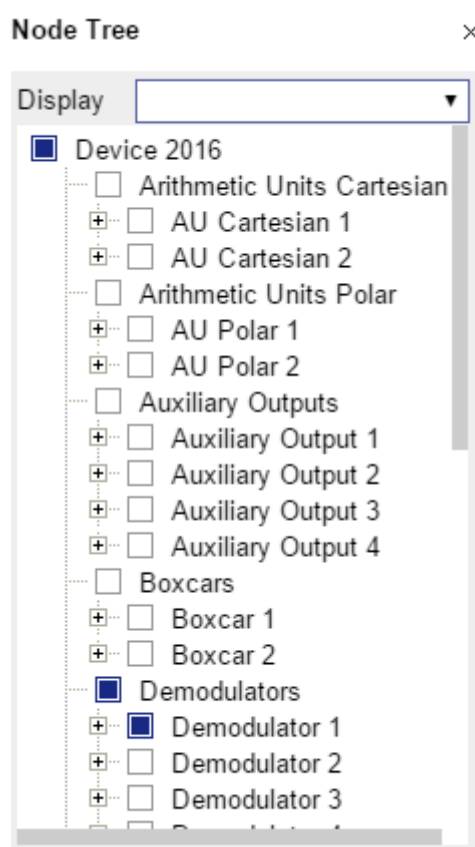 Node Tree
Display
Device 2016
Arithmetic Units Cartesian
AU Cartesian 1
AU Cartesian 2
Arithmetic Units Polar
AU Polar 1
AU Polar 2
Auxiliary Outputs
Auxiliary Output 1
Auxiliary Output 2
Auxiliary Output 3
Auxiliary Output 4
Boxcars
Boxcar 1
Boxcar 2
Demodulators
Demodulator 1
Demodulator 2
Demodulator 3